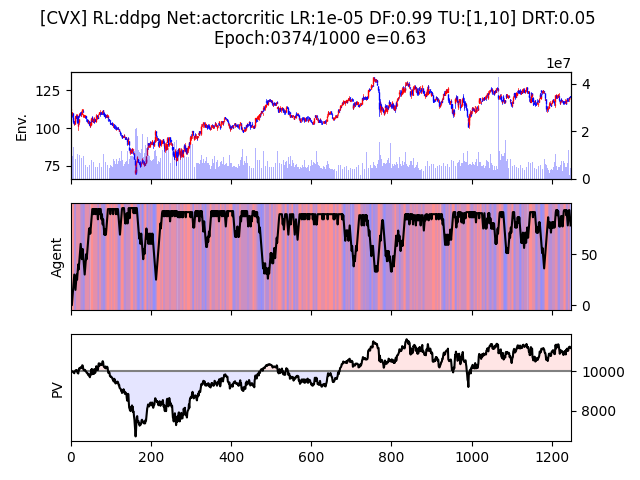 [CVX] RL:ddpg Net:actorcritic LR:1e-05 DF:0.99 TU:[1,10] DRT:0.05
Epoch:0374/1000 e=0.63
1e7
125
100
75
Env.
4
2
0
Agent
50
0
PV
10000
8000
0 200 400 600 800 1000 1200